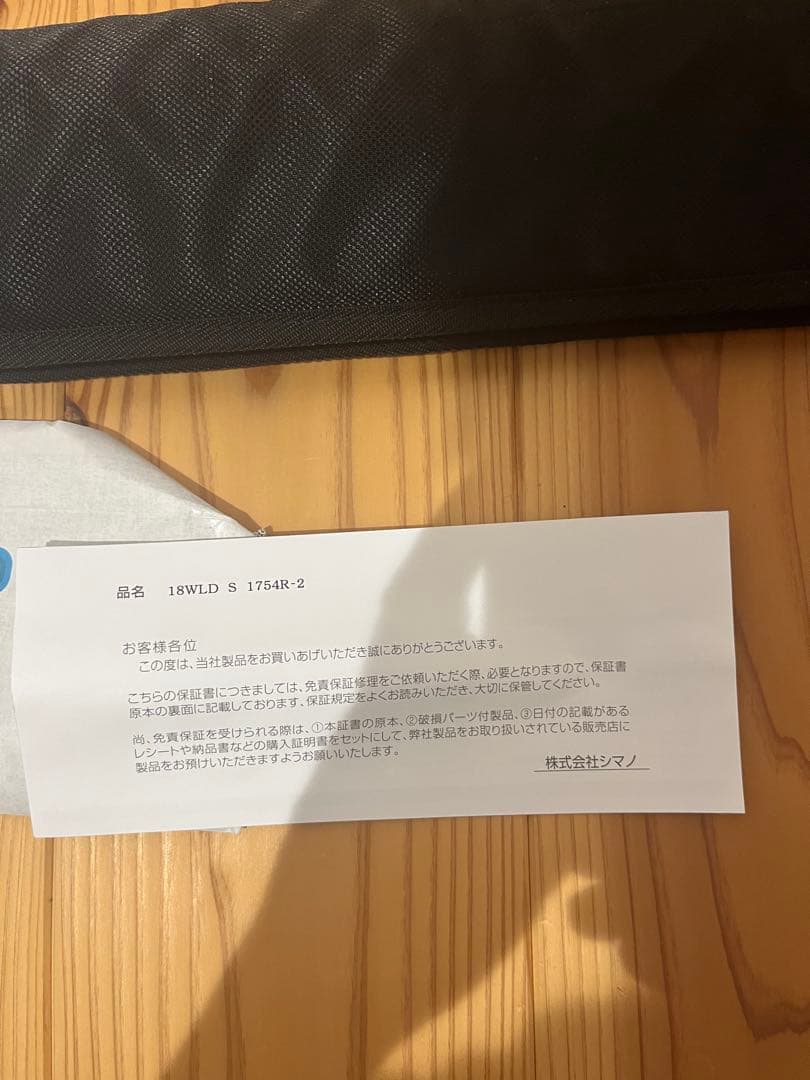 品名 18WLD S 1754R-2
お客様各位
この度は、当社製品をお買いあげいただき誠にありがとうございます。
こちらの保証書につきましては、免責保証修理をご依頼いただく際、必要となりますので、保証書
原本の裏面に記載しております、保証規定をよくお読みいただき、大切に保管してください。
尚、免責保証を受けられる際は、①本証書の原本、②破損パーツ付製品、③日付の記載がある
レシートや納品書などの購入証明書をセットにして、弊社製品をお取り扱いされている販売店に
製品をお預けいただきますようお願いいたします。
株式会社シマノ